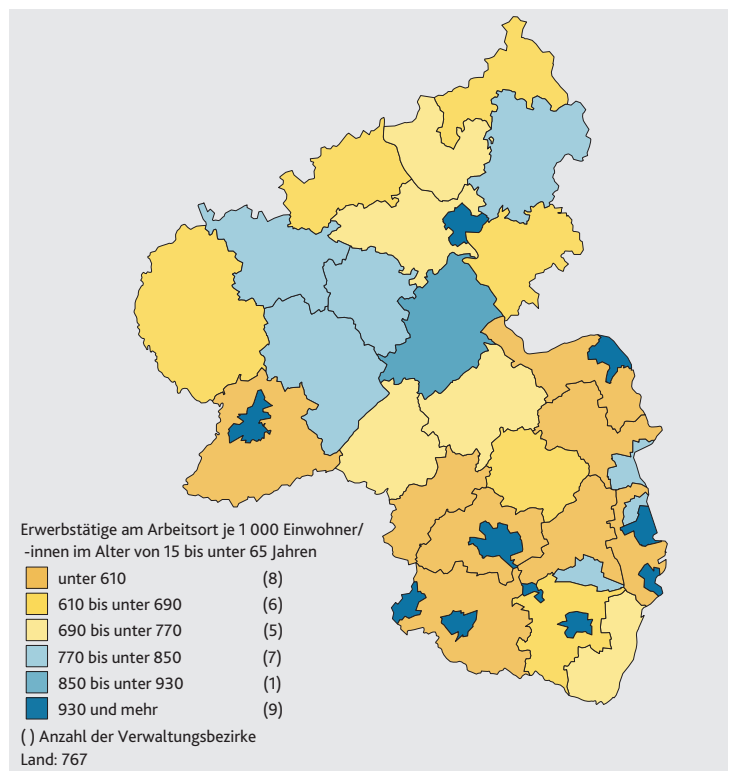 Erwerbstätige am Arbeitsort je 1 000 Einwohner/
-innen im Alter von 15 bis unter 65 Jahren
unter 610 (8)
610 bis unter 690 (6)
690 bis unter 770 (5)
770 bis unter 850 (7)
850 bis unter 930 (1)
930 und mehr (9)
( ) Anzahl der Verwaltungsbezirke
Land: 767